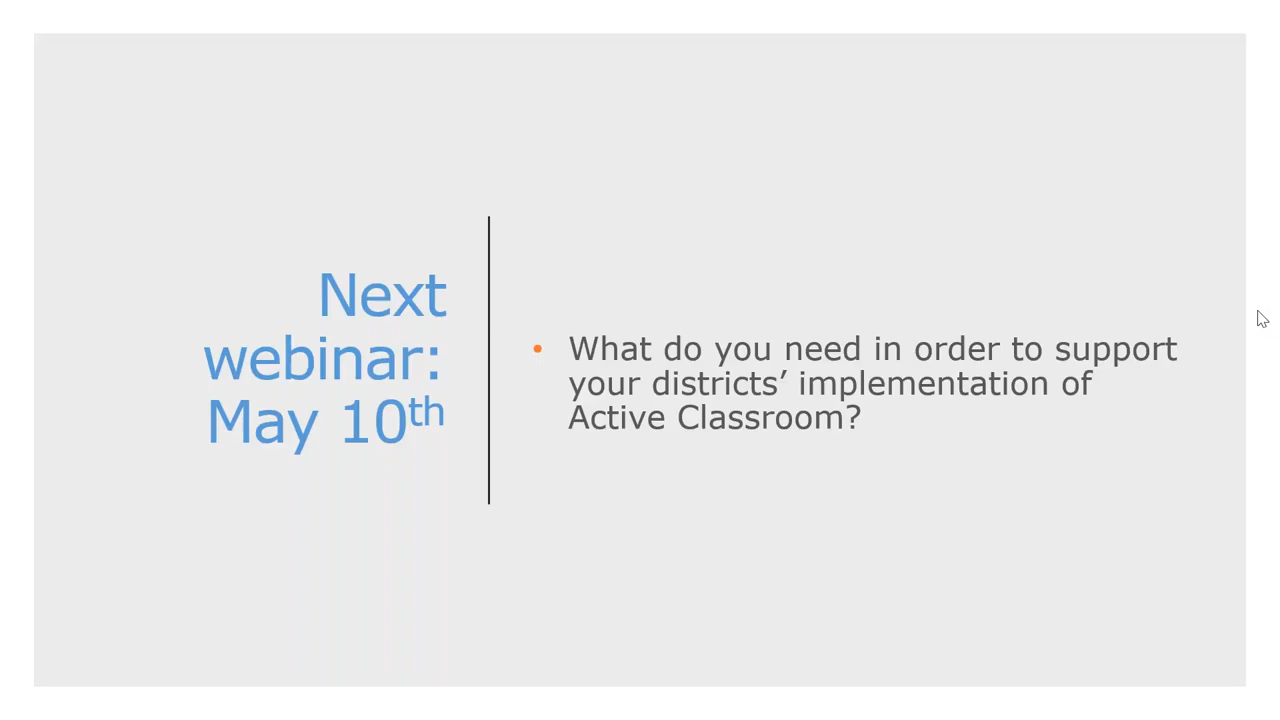 Next
webinar:
May 10th
• What do you need in order to support
your districts’ implementation of
Active Classroom?